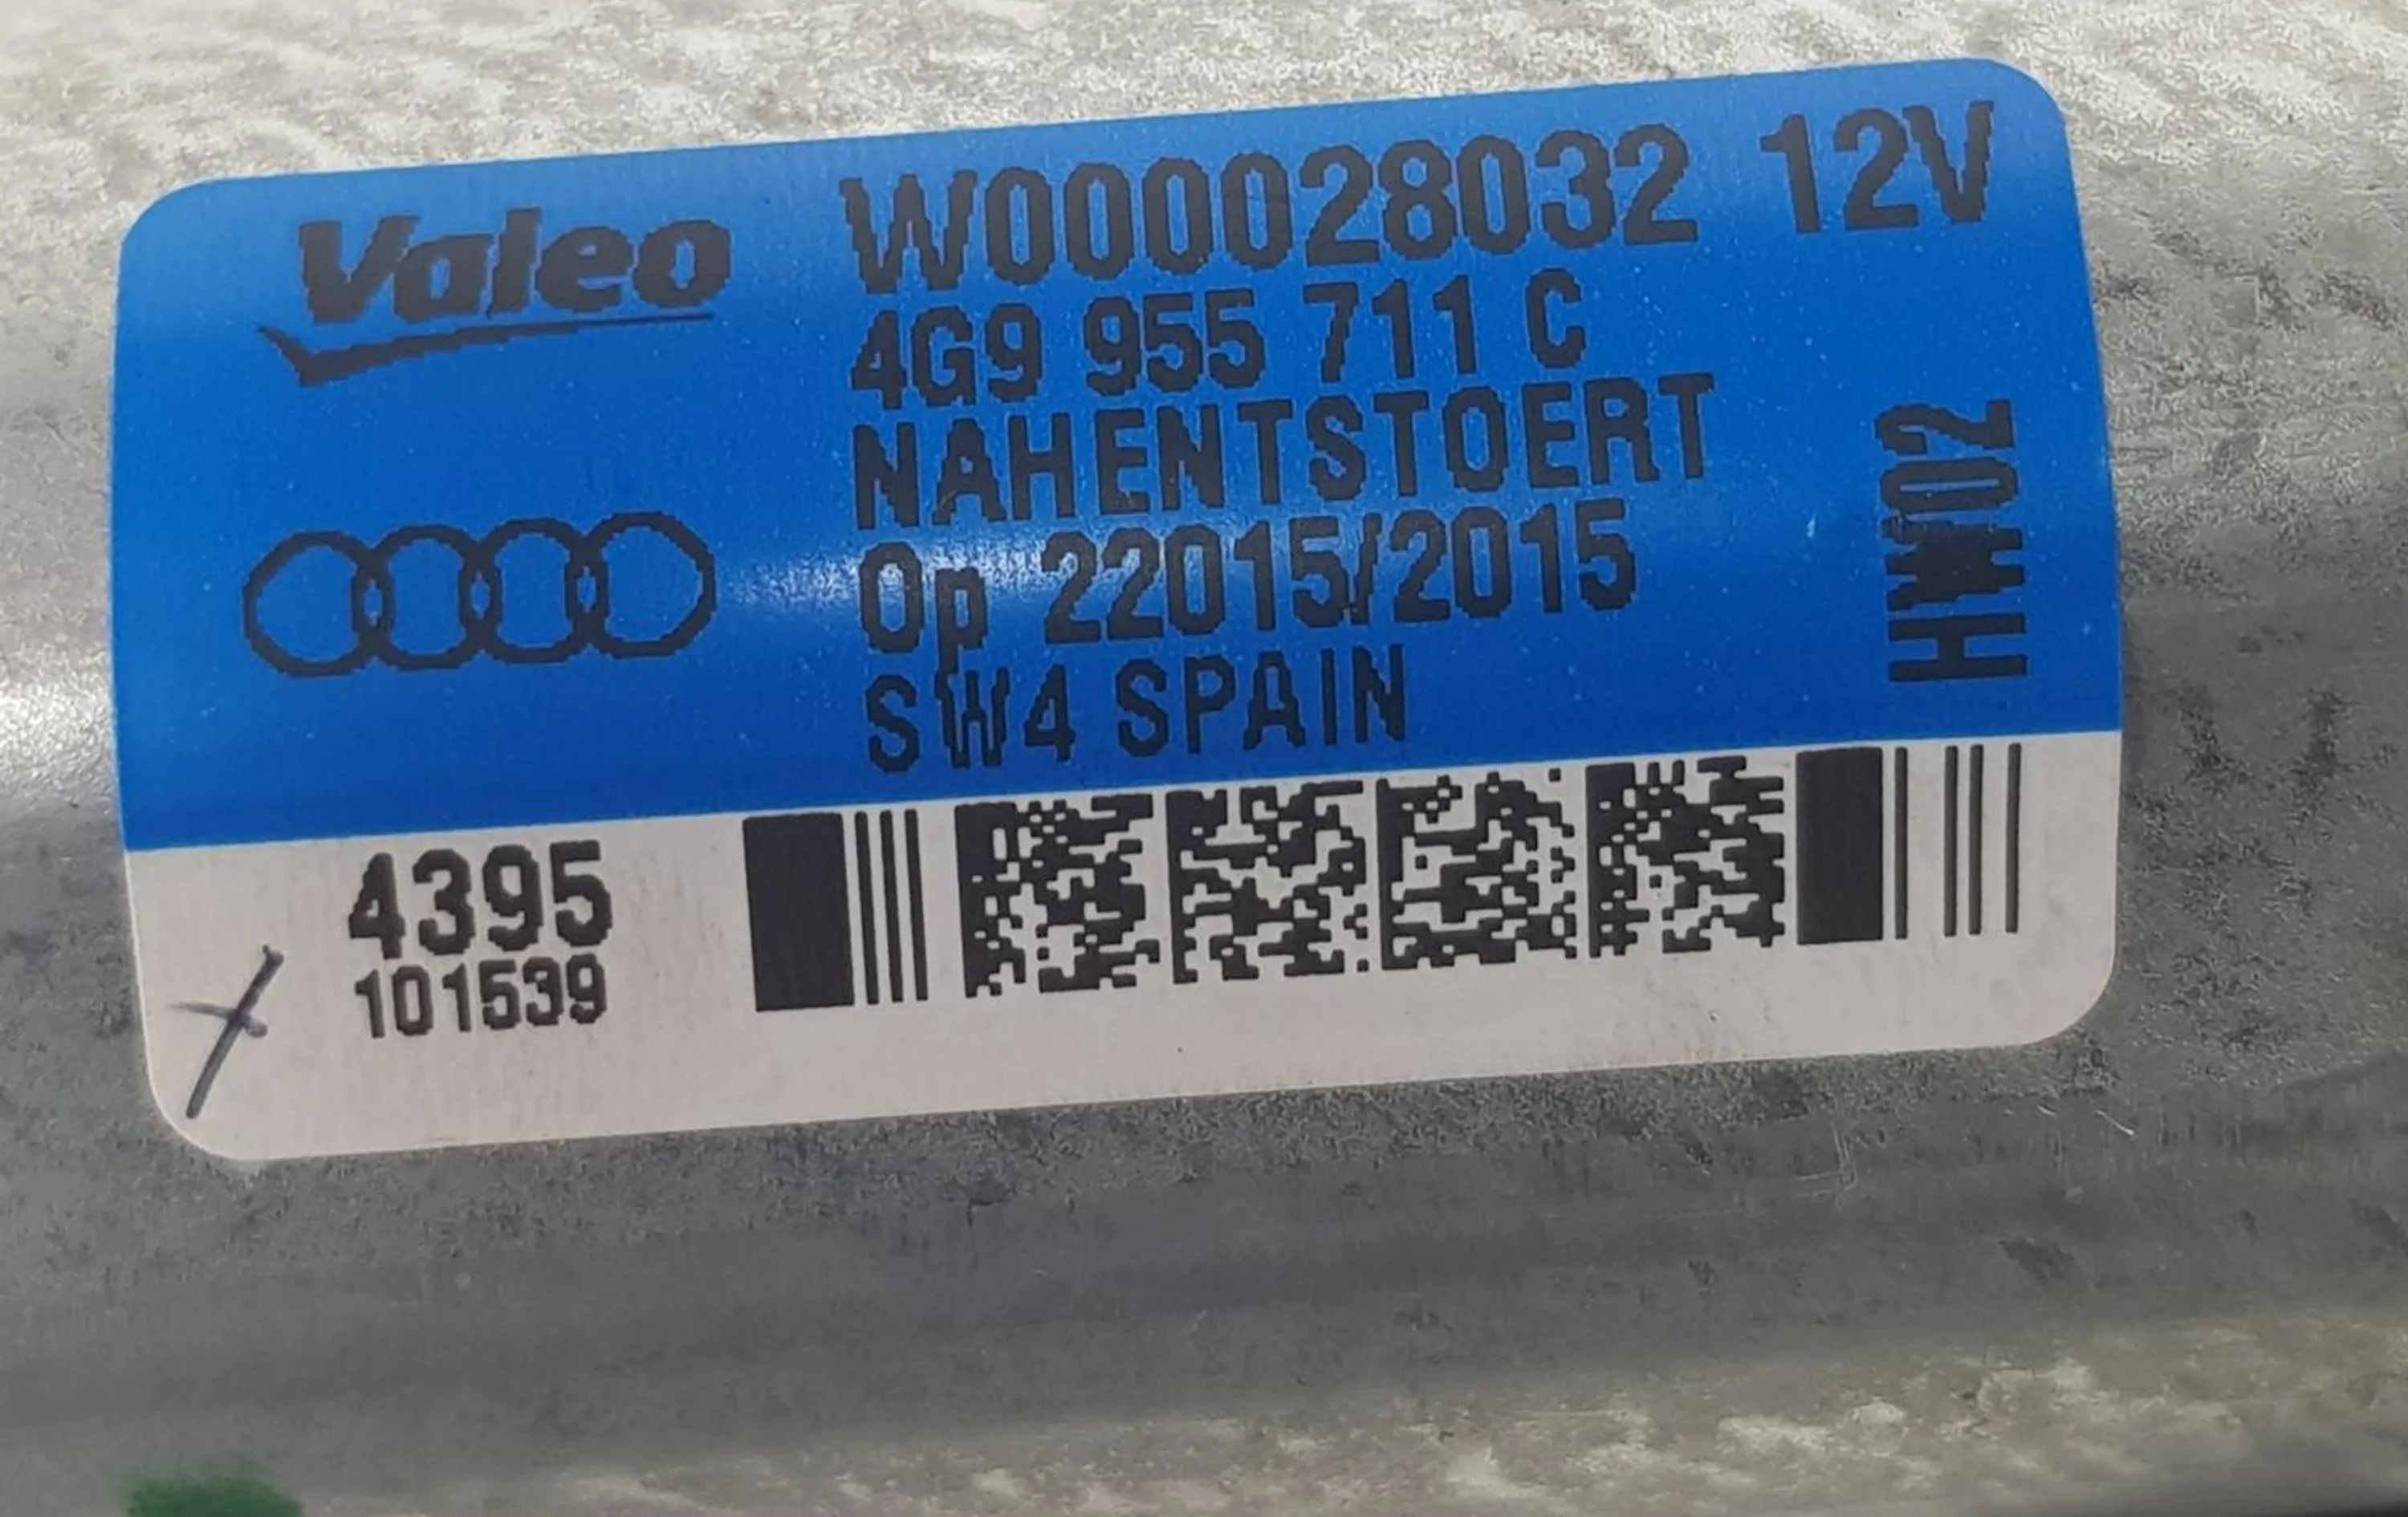 Valeo
W000028032 12V
4G9 955 711 C
NAHENTSTOERT
Op 22015/2015
SW4 SPAIN
HW02
4395
101539